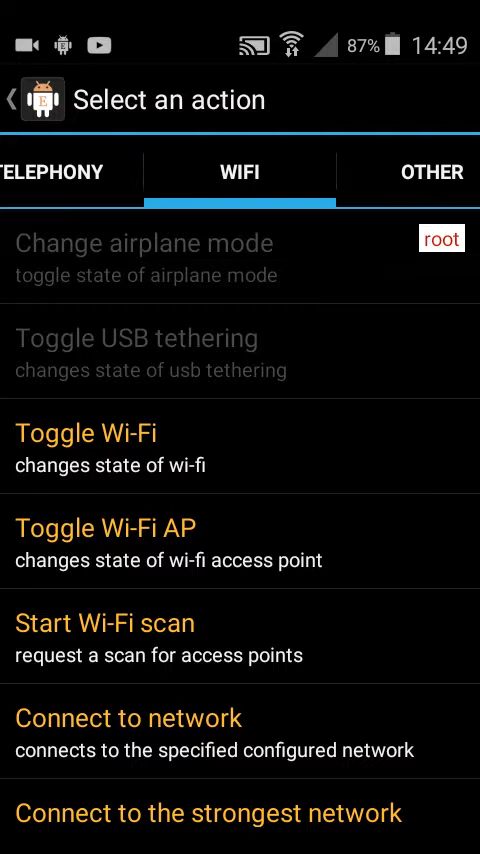 87% 14:49
E Select an action
TELEPHONY WIFI OTHER
Change airplane mode root
toggle state of airplane mode
Toggle USB tethering
changes state of usb tethering
Toggle Wi-Fi
changes state of wi-fi
Toggle Wi-Fi AP
changes state of wi-fi access point
Start Wi-Fi scan
request a scan for access points
Connect to network
connects to the specified configured network
Connect to the strongest network